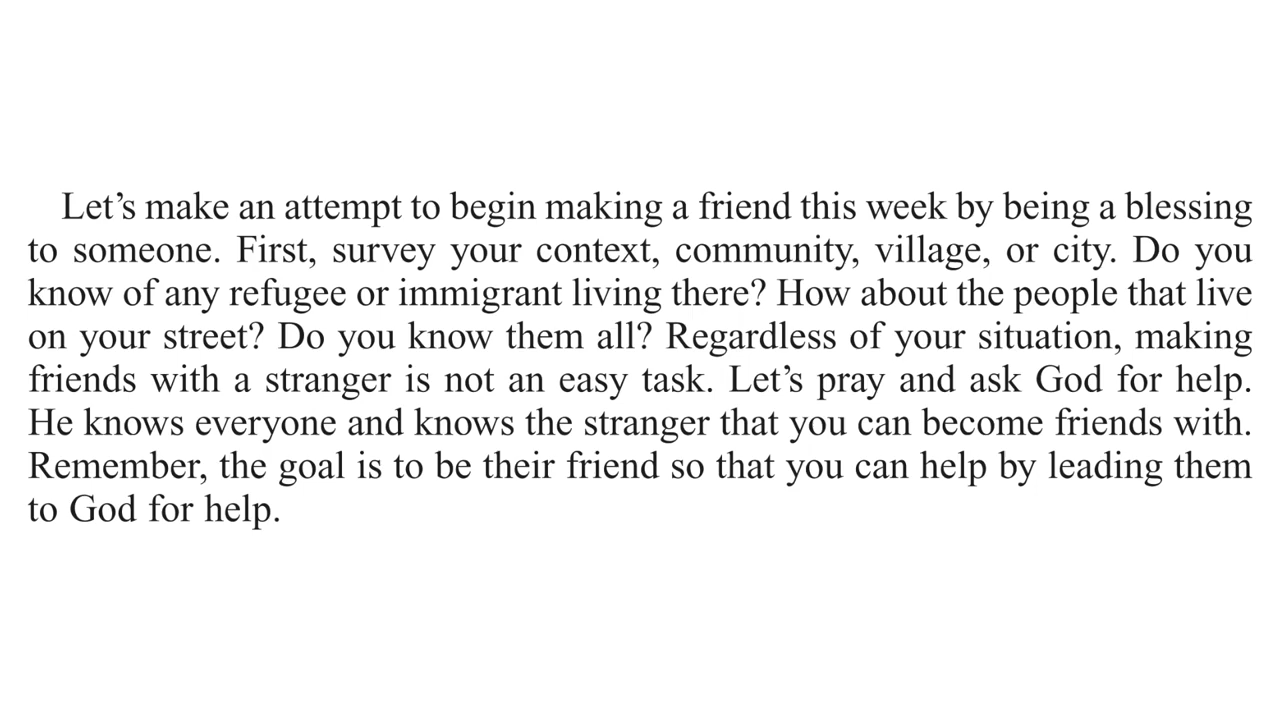 Let’s make an attempt to begin making a friend this week by being a blessing
to someone. First, survey your context, community, village, or city. Do you
know of any refugee or immigrant living there? How about the people that live
on your street? Do you know them all? Regardless of your situation, making
friends with a stranger is not an easy task. Let’s pray and ask God for help.
He knows everyone and knows the stranger that you can become friends with.
Remember, the goal is to be their friend so that you can help by leading them
to God for help.